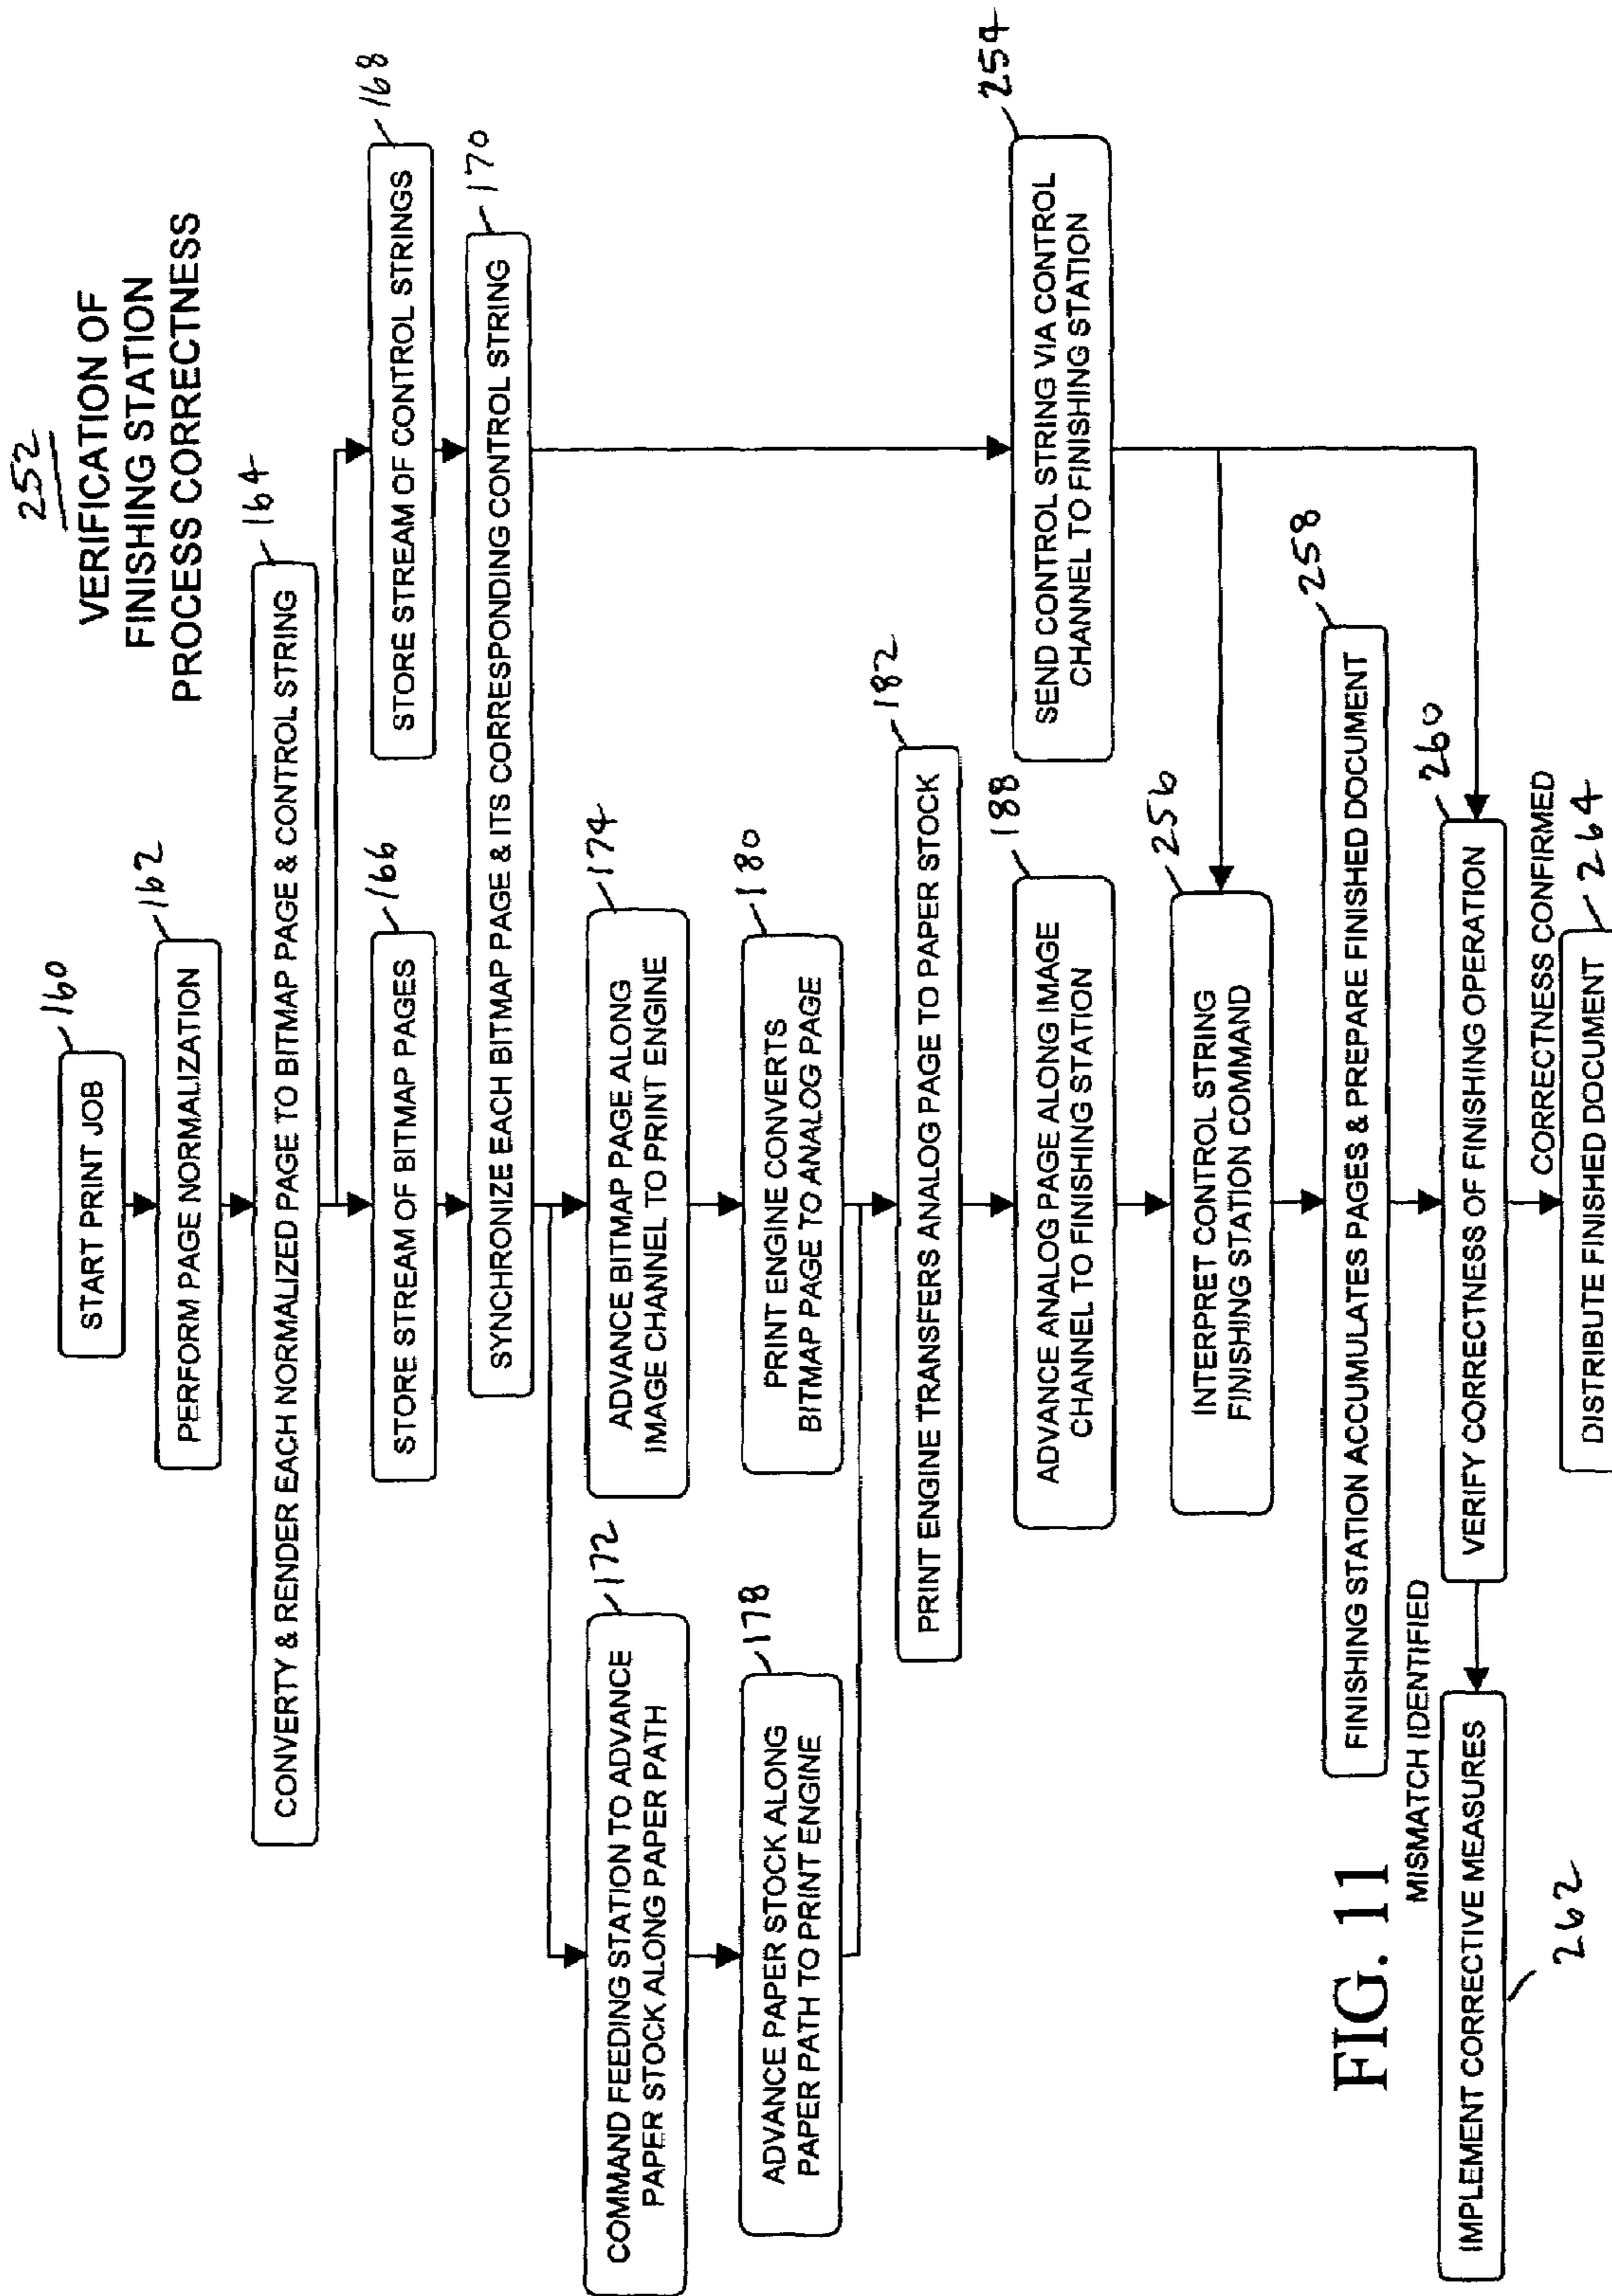 252
VERIFICATION OF
FINISHING STATION
PROCESS CORRECTNESS
START PRINT JOB
160
PERFORM PAGE NORMALIZATION
162
CONVERTY & RENDER EACH NORMALIZED PAGE TO BITMAP PAGE & CONTROL STRING
164
STORE STREAM OF BITMAP PAGES
166
STORE STREAM OF CONTROL STRINGS
168
SYNCHRONIZE EACH BITMAP PAGE & ITS CORRESPONDING CONTROL STRING
170
COMMAND FEEDING STATION TO ADVANCE
PAPER STOCK ALONG PAPER PATH
172
ADVANCE BITMAP PAGE ALONG
IMAGE CHANNEL TO PRINT ENGINE
174
ADVANCE PAPER STOCK ALONG
PAPER PATH TO PRINT ENGINE
178
PRINT ENGINE CONVERTS
BITMAP PAGE TO ANALOG PAGE
180
PRINT ENGINE TRANSFERS ANALOG PAGE TO PAPER STOCK
182
ADVANCE ANALOG PAGE ALONG IMAGE
CHANNEL TO FINISHING STATION
188
SEND CONTROL STRING VIA CONTROL
CHANNEL TO FINISHING STATION
254
INTERPRET CONTROL STRING
FINISHING STATION COMMAND
256
FINISHING STATION ACCUMULATES PAGES & PREPARE FINISHED DOCUMENT
258
FIG. 11
MISMATCH IDENTIFIED
IMPLEMENT CORRECTIVE MEASURES
262
VERIFY CORRECTNESS OF FINISHING OPERATION
260
CORRECTNESS CONFIRMED
DISTRIBUTE FINISHED DOCUMENT
264